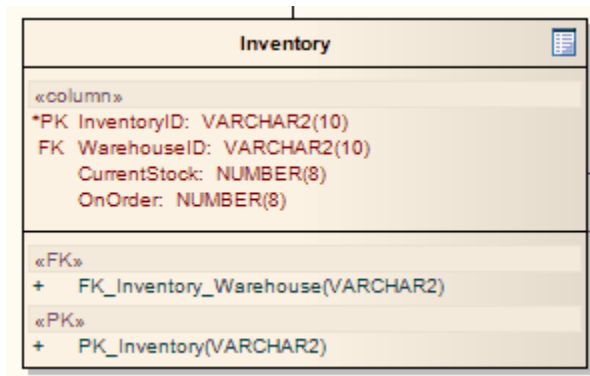 Inventory
«column»
*PK InventoryID: VARCHAR2(10)
FK WarehouseID: VARCHAR2(10)
CurrentStock: NUMBER(8)
OnOrder: NUMBER(8)
«FK»
+ FK_Inventory_Warehouse(VARCHAR2)
«PK»
+ PK_Inventory(VARCHAR2)